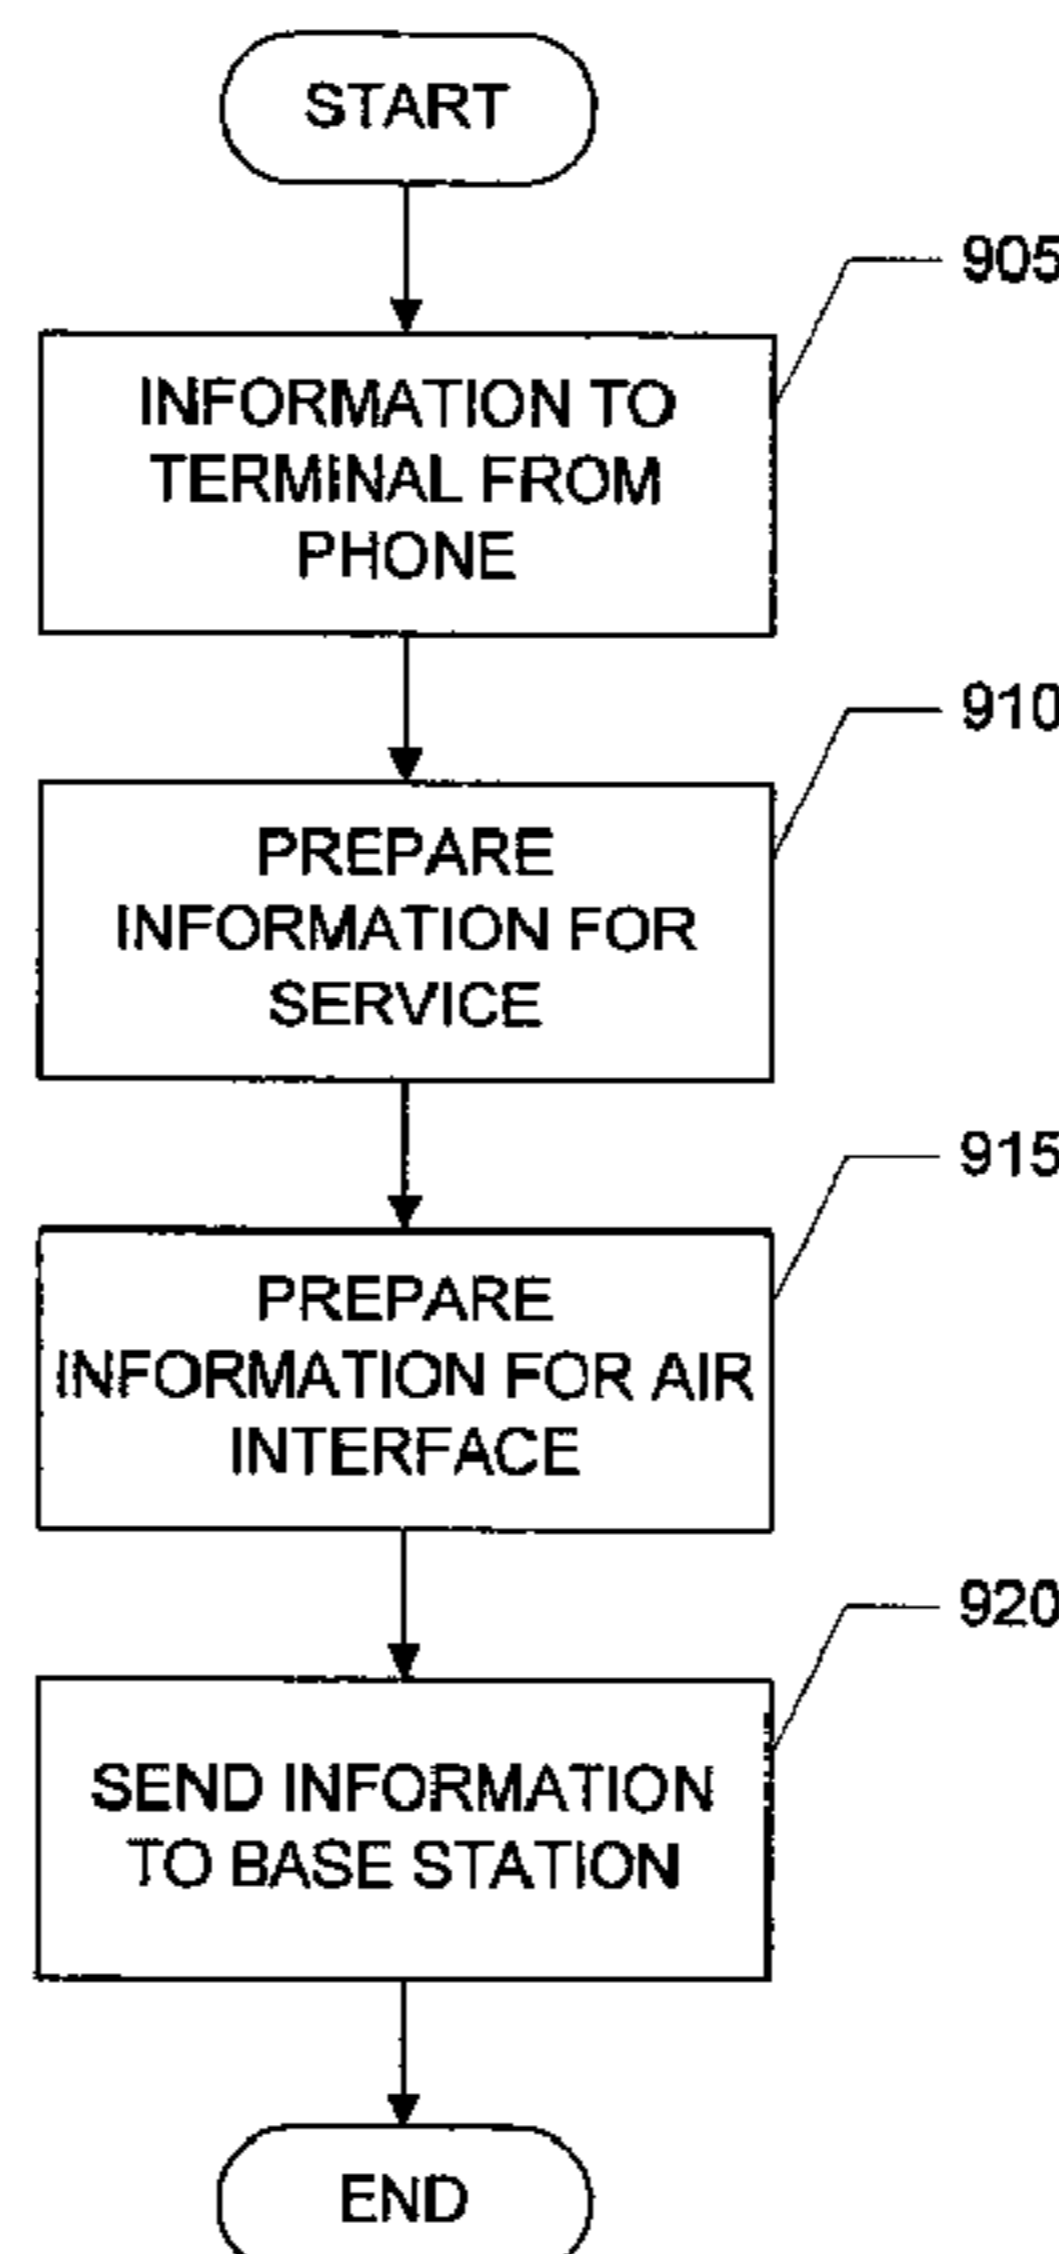 START
905
INFORMATION TO
TERMINAL FROM
PHONE
910
PREPARE
INFORMATION FOR
SERVICE
915
PREPARE
INFORMATION FOR AIR
INTERFACE
920
SEND INFORMATION
TO BASE STATION
END